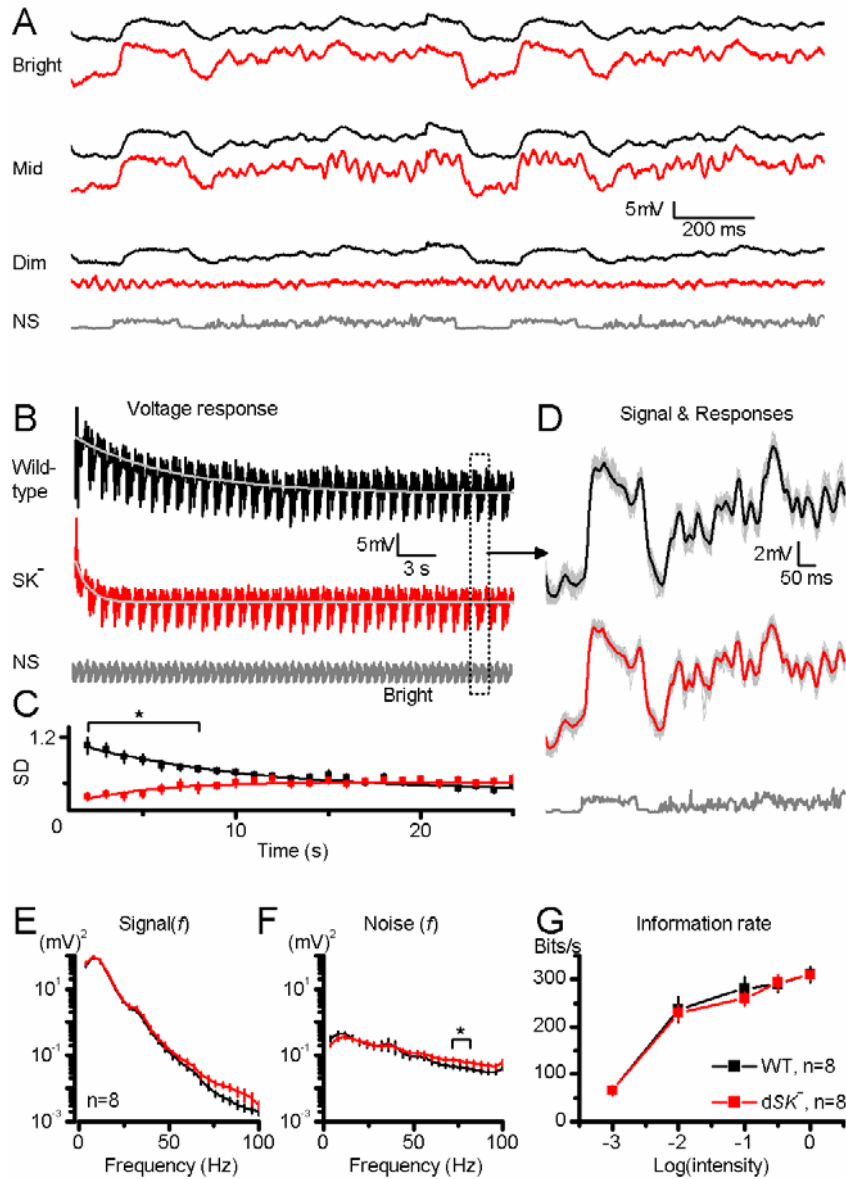 A
Bright
Mid
5mV
200 ms
Dim
NS
B
Voltage response
Wild-
type
5mV
3 s
SK⁻
NS
Bright
C
*
1.2
SD
0
10
20
Time (s)
D
Signal & Responses
2mV
50 ms
E
Signal(f)
(mV)²
10¹
10⁻¹
10⁻³
n=8
0
50
100
Frequency (Hz)
F
Noise (f)
(mV)²
10¹
*
10⁻¹
10⁻³
0
50
100
Frequency (Hz)
G
Information rate
Bits/s
300
200
100
0
WT, n=8
dSK⁻, n=8
-3
-2
-1
0
Log(intensity)